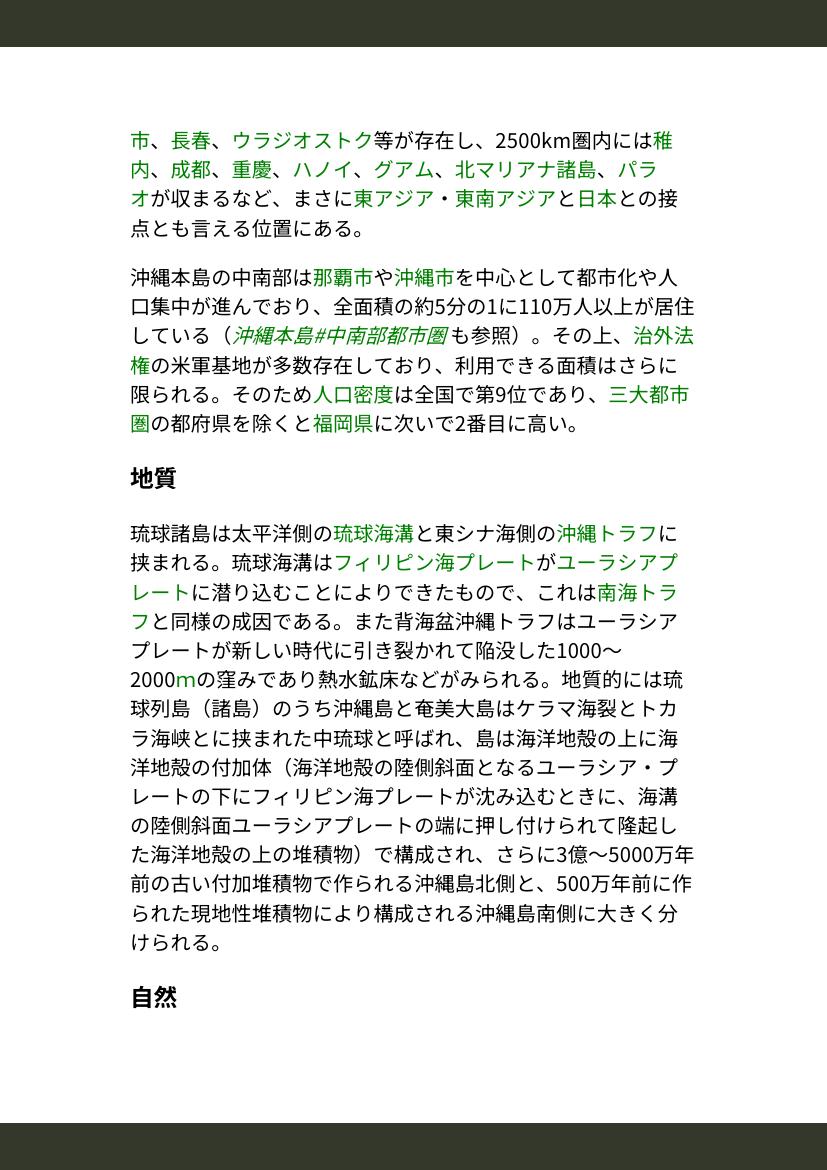 市、長春、ウラジオストク等が存在し、2500km圏内には稚
内、成都、重慶、ハノイ、グアム、北マリアナ諸島、パラ
オが収まるなど、まさに東アジア・東南アジアと日本との接
点とも言える位置にある。
沖縄本島の中南部は那覇市や沖縄市を中心として都市化や人
口集中が進んでおり、全面積の約5分の1に110万人以上が居住
している（沖縄本島#中南部都市圏も参照）。その上、治外法
権の米軍基地が多数存在しており、利用できる面積はさらに
限られる。そのため人口密度は全国で第9位であり、三大都市
圏の都府県を除くと福岡県に次いで2番目に高い。
地質
琉球諸島は太平洋側の琉球海溝と東シナ海側の沖縄トラフに
挟まれる。琉球海溝はフィリピン海プレートがユーラシアプ
レートに潜り込むことによりできたもので、これは南海トラ
フと同様の成因である。また背海盆沖縄トラフはユーラシア
プレートが新しい時代に引き裂かれて陥没した1000〜
2000mの窪みであり熱水鉱床などがみられる。地質的には琉
球列島（諸島）のうち沖縄島と奄美大島はケラマ海裂とトカ
ラ海峡とに挟まれた中琉球と呼ばれ、島は海洋地殻の上に海
洋地殻の付加体（海洋地殻の陸側斜面となるユーラシア・プ
レートの下にフィリピン海プレートが沈み込むときに、海溝
の陸側斜面ユーラシアプレートの端に押し付けられて隆起し
た海洋地殻の上の堆積物）で構成され、さらに3億〜5000万年
前の古い付加堆積物で作られる沖縄島北側と、500万年前に作
られた現地性堆積物により構成される沖縄島南側に大きく分
けられる。
自然